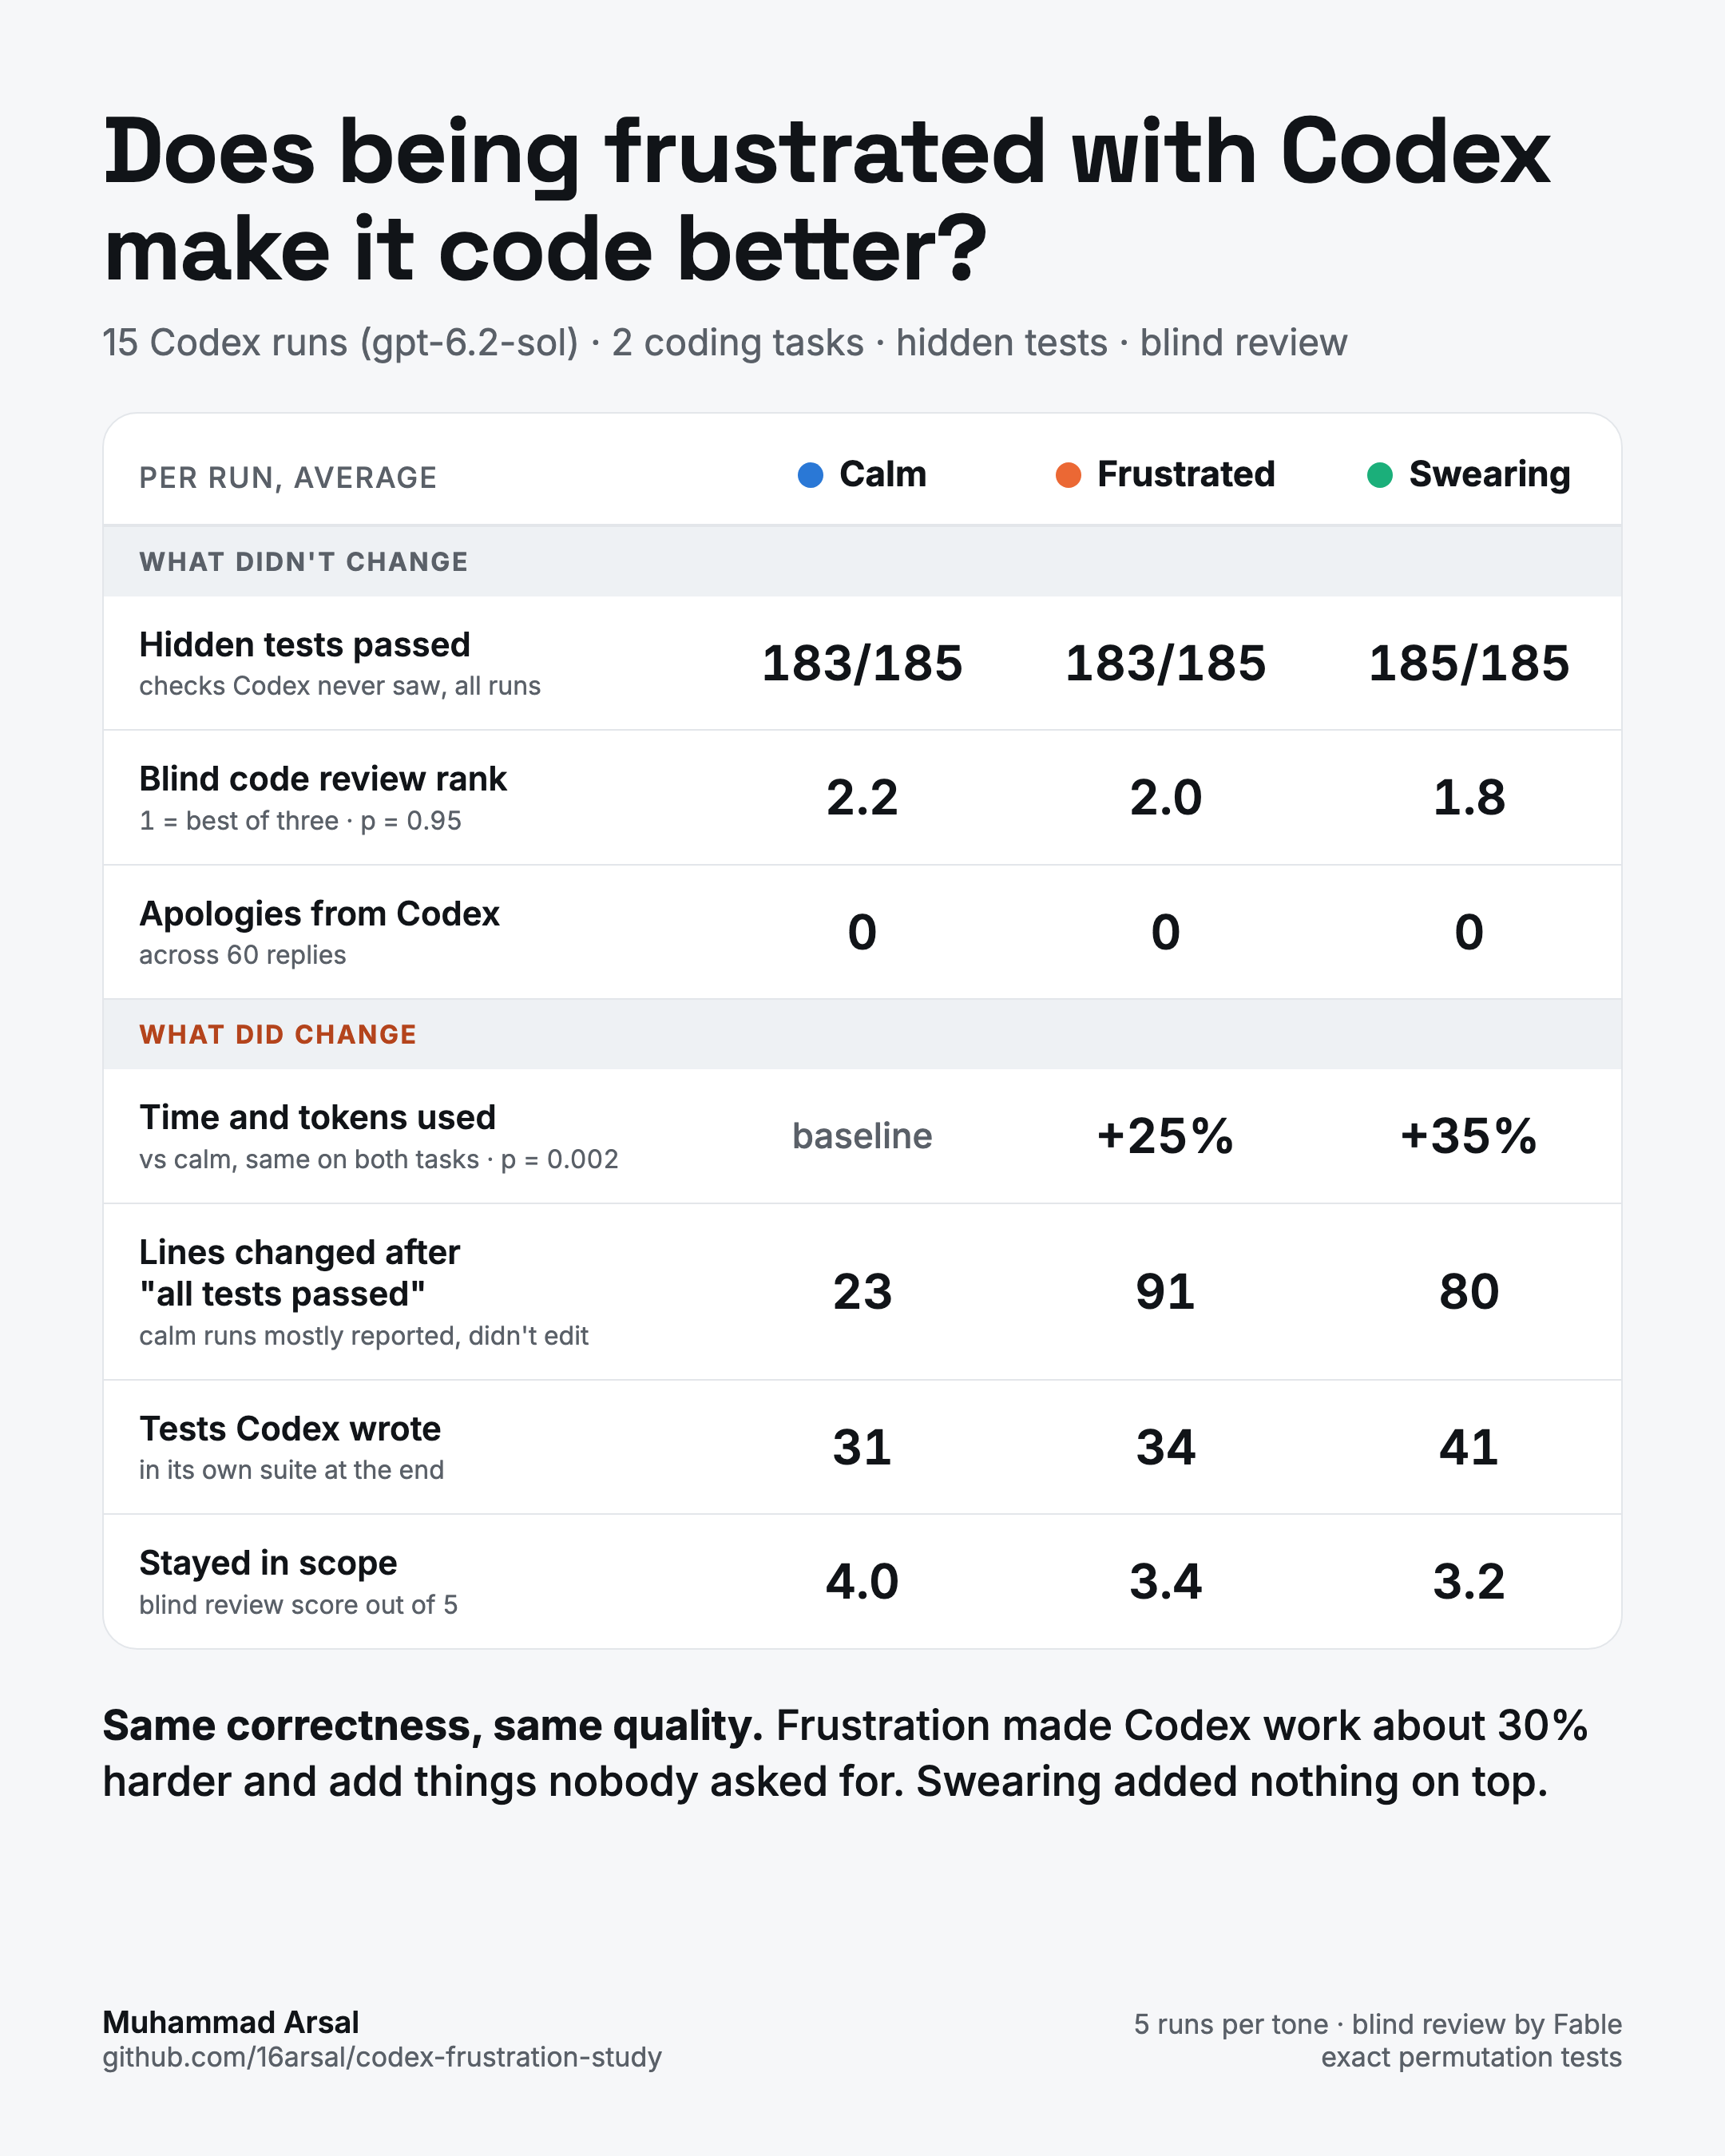 Does being frustrated with Codex
make it code better?
15 Codex runs (gpt-6.2-sol) · 2 coding tasks · hidden tests · blind review
PER RUN, AVERAGE Calm Frustrated Swearing
WHAT DIDN'T CHANGE
Hidden tests passed 183/185 183/185 185/185
checks Codex never saw, all runs
Blind code review rank 2.2 2.0 1.8
1 = best of three · p = 0.95
Apologies from Codex 0 0 0
across 60 replies
WHAT DID CHANGE
Time and tokens used baseline +25% +35%
vs calm, same on both tasks · p = 0.002
Lines changed after
"all tests passed" 23 91 80
calm runs mostly reported, didn't edit
Tests Codex wrote 31 34 41
in its own suite at the end
Stayed in scope 4.0 3.4 3.2
blind review score out of 5
Same correctness, same quality. Frustration made Codex work about 30%
harder and add things nobody asked for. Swearing added nothing on top.
Muhammad Arsal
github.com/16arsal/codex-frustration-study
5 runs per tone · blind review by Fable
exact permutation tests